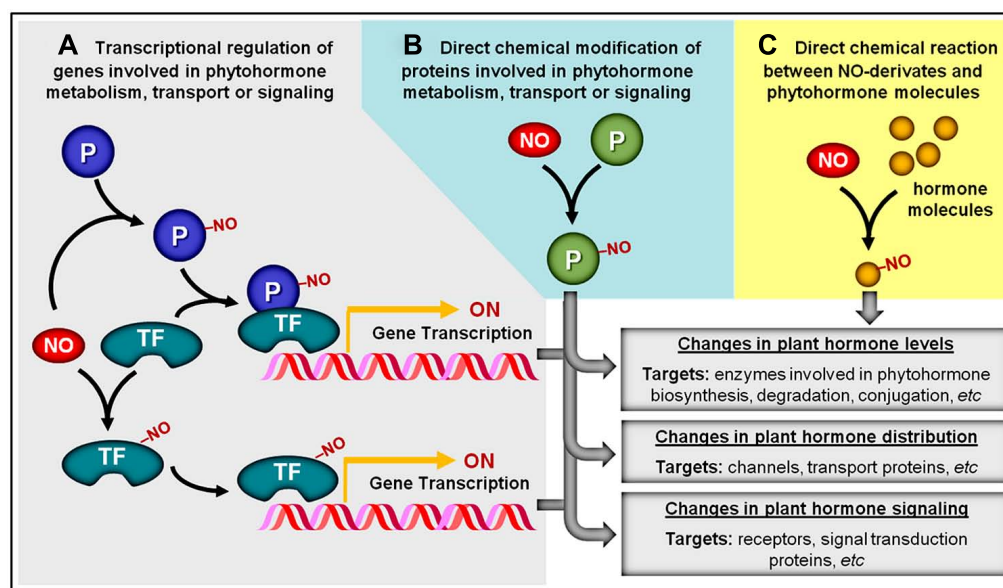 A Transcriptional regulation of
genes involved in phytohormone
metabolism, transport or signaling
P
P
–NO
P
–NO
NO
TF
TF
ON
Gene Transcription
TF
–NO
TF
–NO
ON
Gene Transcription
B Direct chemical modification of
proteins involved in phytohormone
metabolism, transport or signaling
NO
P
P
–NO
C Direct chemical reaction
between NO-derivates and
phytohormone molecules
NO
hormone
molecules
–NO
Changes in plant hormone levels
Targets: enzymes involved in phytohormone
biosynthesis, degradation, conjugation, etc
Changes in plant hormone distribution
Targets: channels, transport proteins, etc
Changes in plant hormone signaling
Targets: receptors, signal transduction
proteins, etc